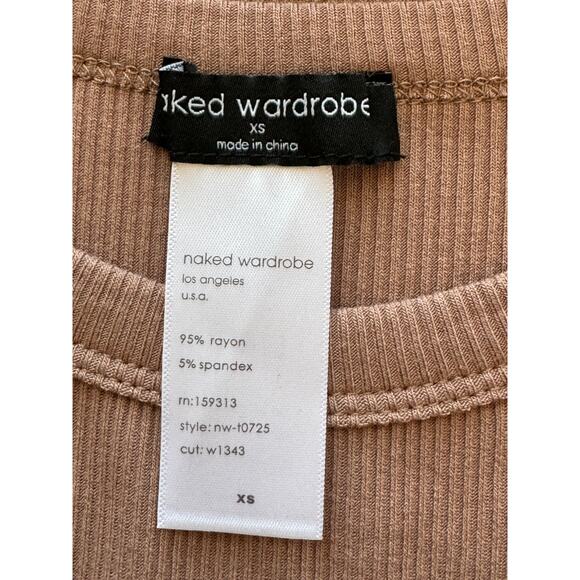 aked wardrobe
xs
made in china
naked wardrobe
los angeles
u.s.a.
95% rayon
5% spandex
rn:159313
style: nw-t0725
cut: w1343
xs